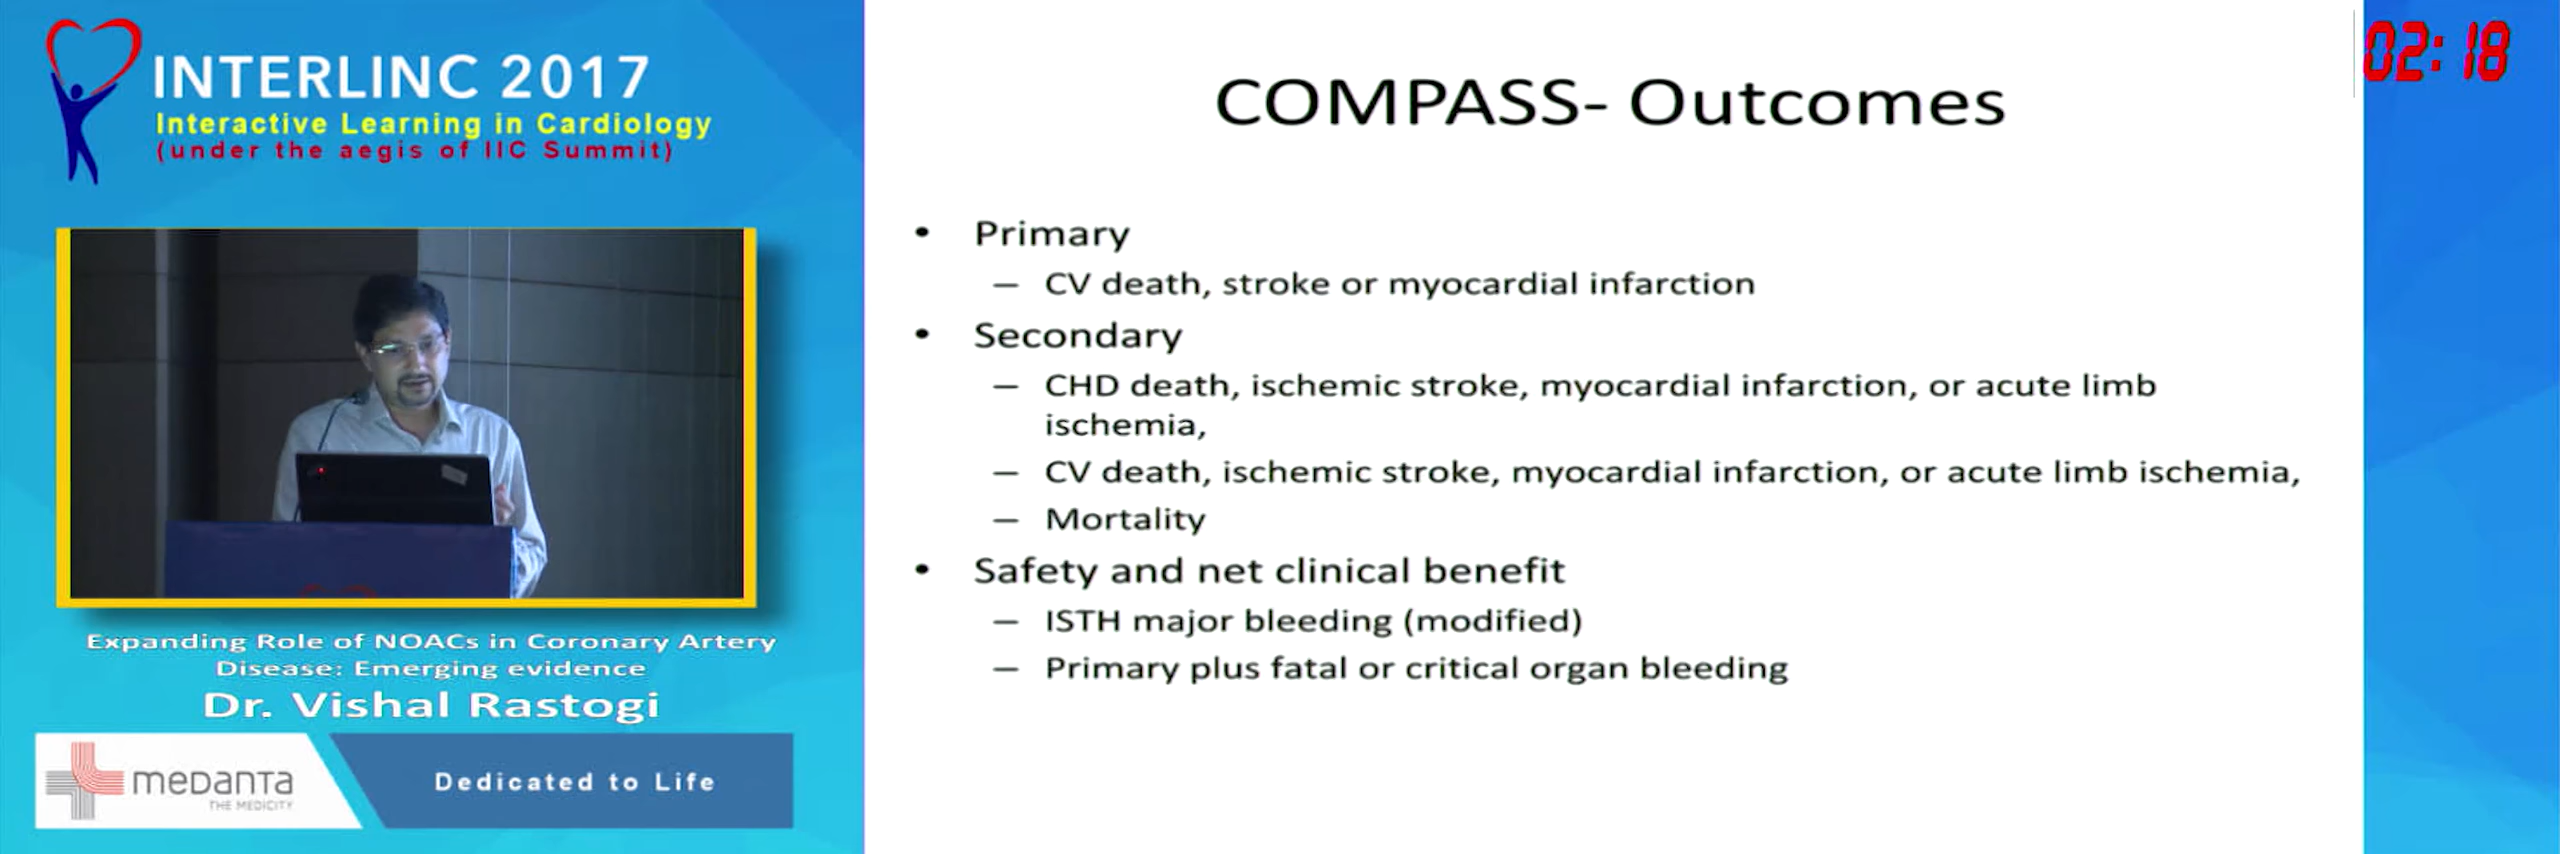 INTERLINC 2017
Interactive Learning in Cardiology
(under the aegis of IIC Summit)
Expanding Role of NOACs in Coronary Artery
Disease: Emerging evidence
Dr. Vishal Rastogi
meDanTa
THE MEDICITY
Dedicated to Life
COMPASS- Outcomes
• Primary
– CV death, stroke or myocardial infarction
• Secondary
– CHD death, ischemic stroke, myocardial infarction, or acute limb
ischemia,
– CV death, ischemic stroke, myocardial infarction, or acute limb ischemia,
– Mortality
• Safety and net clinical benefit
– ISTH major bleeding (modified)
– Primary plus fatal or critical organ bleeding
02:18